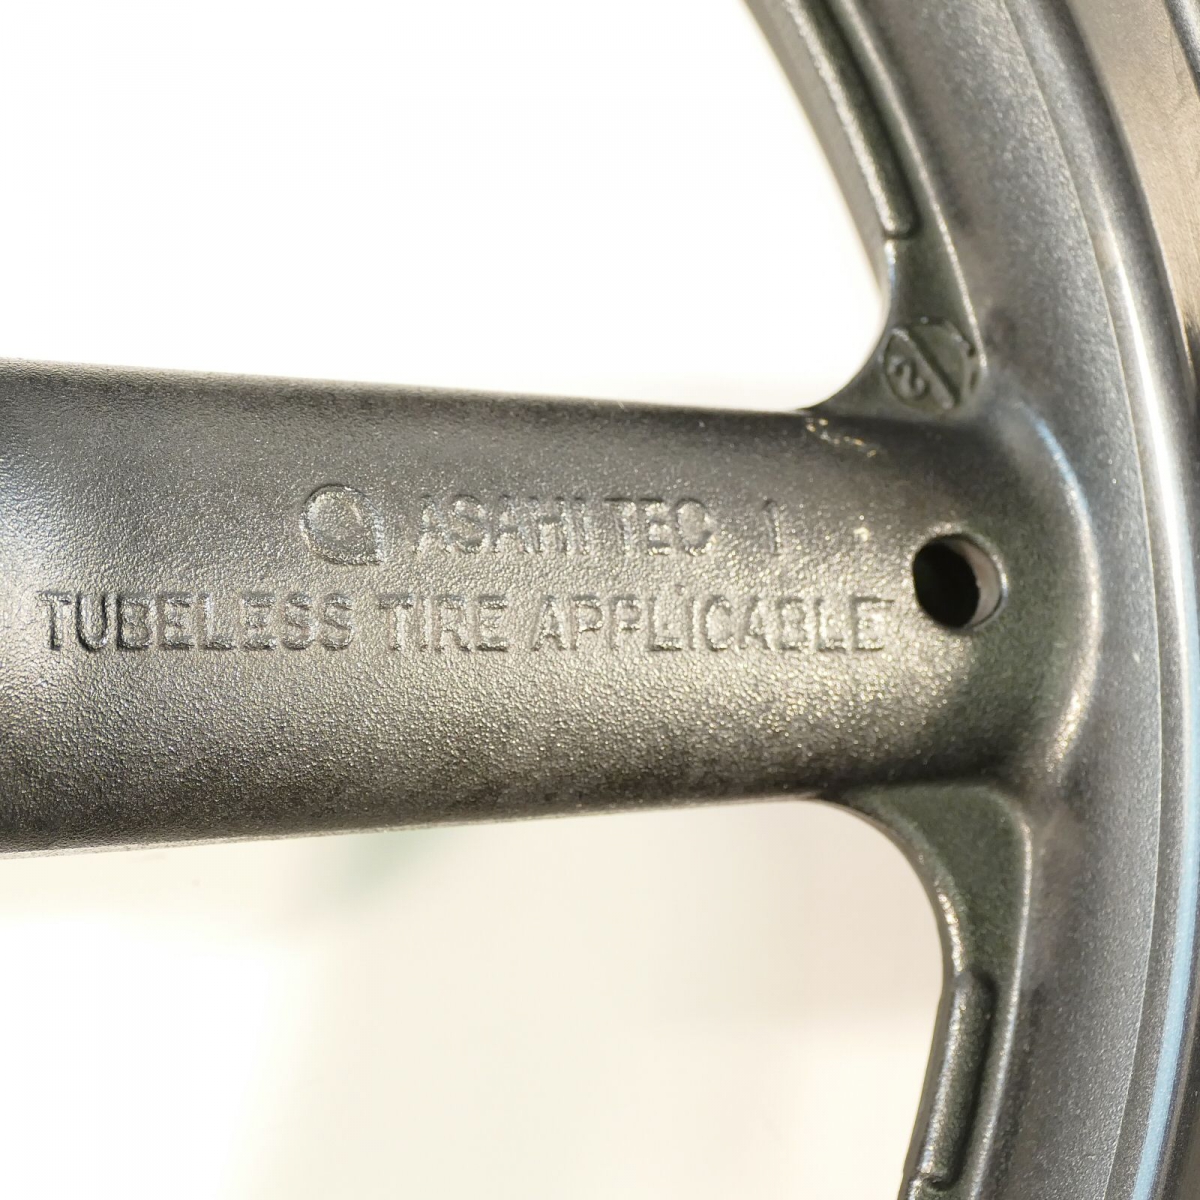 ASAHI TEC 1
TUBELESS TIRE APPLICABLE